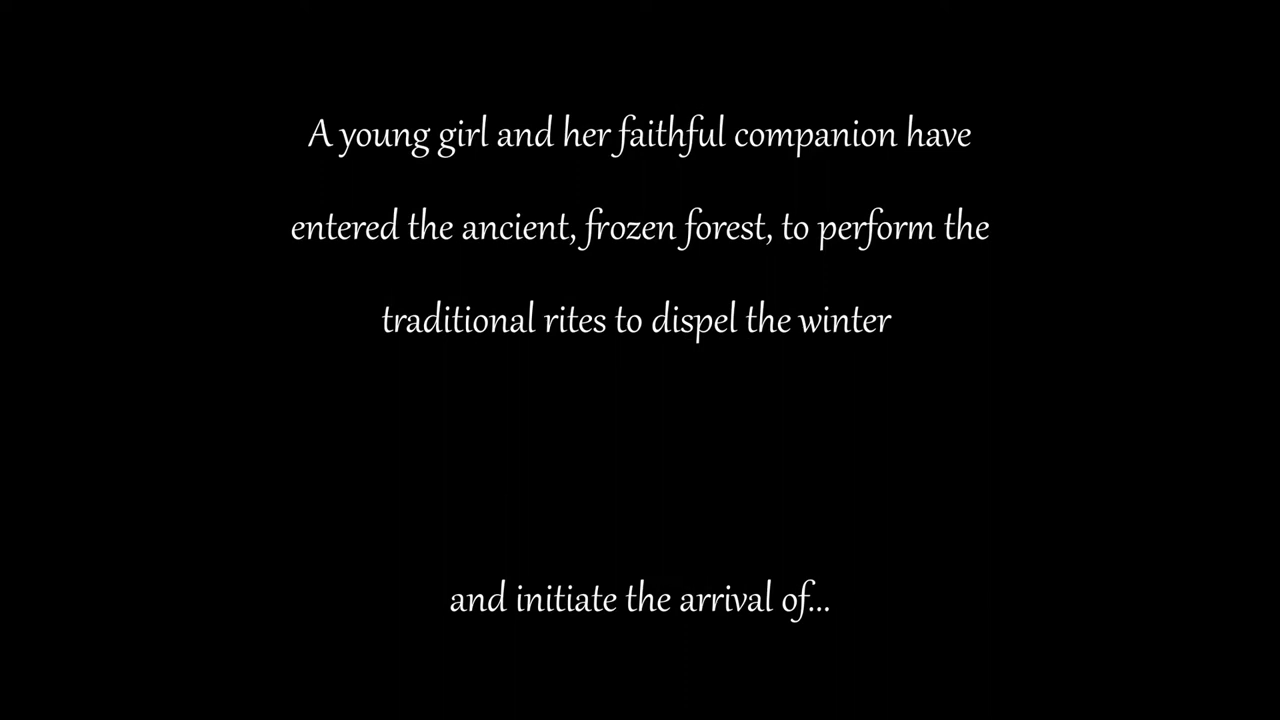 A young girl and her faithful companion have
entered the ancient, frozen forest, to perform the
traditional rites to dispel the winter
and initiate the arrival of...